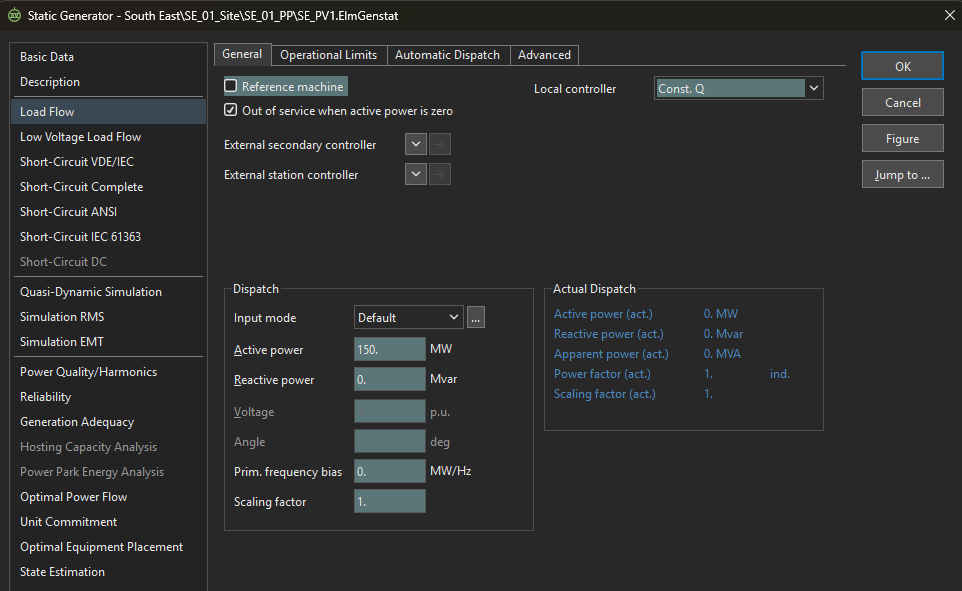 Static Generator - South East\SE_01_Site\SE_01_PP\SE_PV1.ElmGenstat
Basic Data
Description
Load Flow
Low Voltage Load Flow
Short-Circuit VDE/IEC
Short-Circuit Complete
Short-Circuit ANSI
Short-Circuit IEC 61363
Short-Circuit DC
Quasi-Dynamic Simulation
Simulation RMS
Simulation EMT
Power Quality/Harmonics
Reliability
Generation Adequacy
Hosting Capacity Analysis
Power Park Energy Analysis
Optimal Power Flow
Unit Commitment
Optimal Equipment Placement
State Estimation
General Operational Limits Automatic Dispatch Advanced
Reference machine
Out of service when active power is zero
External secondary controller
External station controller
Local controller Const. Q
Dispatch
Input mode Default ...
Active power 150. MW
Reactive power 0. Mvar
Voltage p.u.
Angle deg
Prim. frequency bias 0. MW/Hz
Scaling factor 1.
Actual Dispatch
Active power (act.) 0. MW
Reactive power (act.) 0. Mvar
Apparent power (act.) 0. MVA
Power factor (act.) 1. ind.
Scaling factor (act.) 1.
OK
Cancel
Figure
Jump to ...